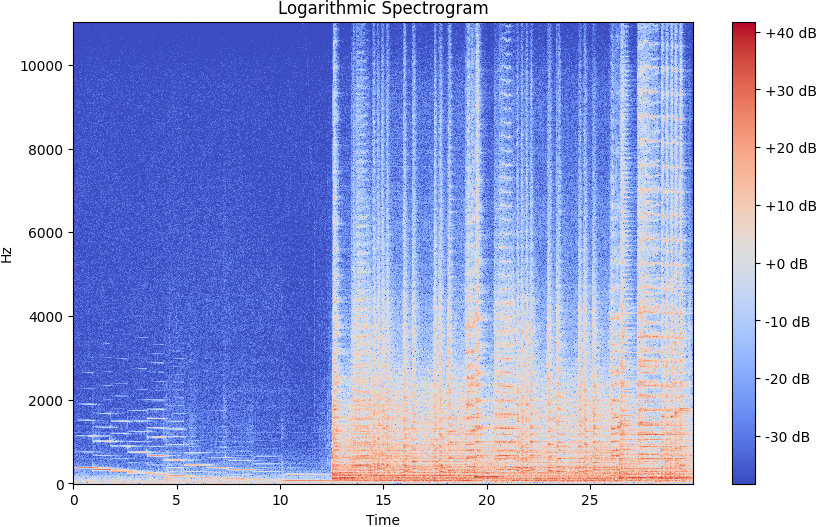 Logarithmic Spectrogram
Hz
10000
8000
6000
4000
2000
0
0 5 10 15 20 25
Time
+40 dB
+30 dB
+20 dB
+10 dB
+0 dB
-10 dB
-20 dB
-30 dB